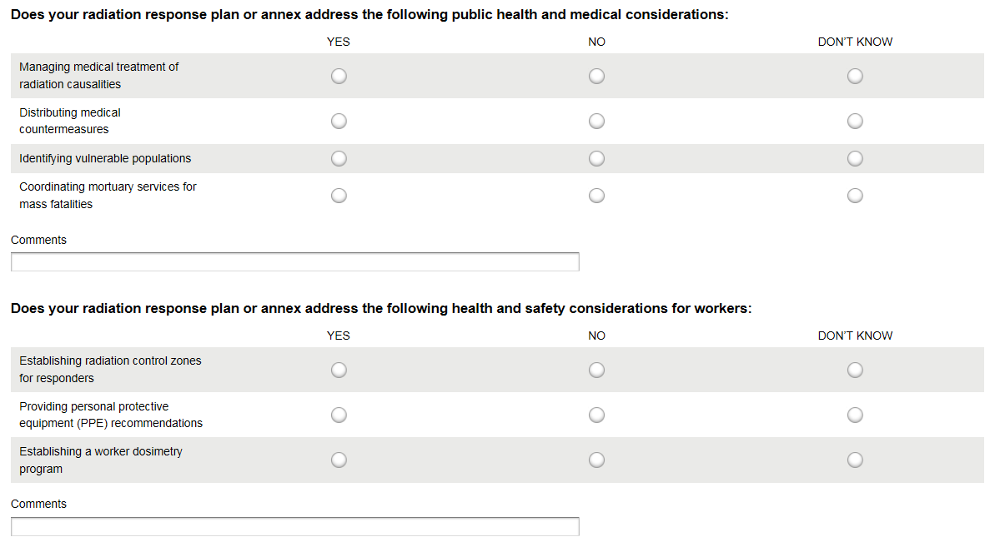 Does your radiation response plan or annex address the following public health and medical considerations:
YES NO DON'T KNOW
Managing medical treatment of
radiation causalities
Distributing medical
countermeasures
Identifying vulnerable populations
Coordinating mortuary services for
mass fatalities
Comments
Does your radiation response plan or annex address the following health and safety considerations for workers:
YES NO DON'T KNOW
Establishing radiation control zones
for responders
Providing personal protective
equipment (PPE) recommendations
Establishing a worker dosimetry
program
Comments